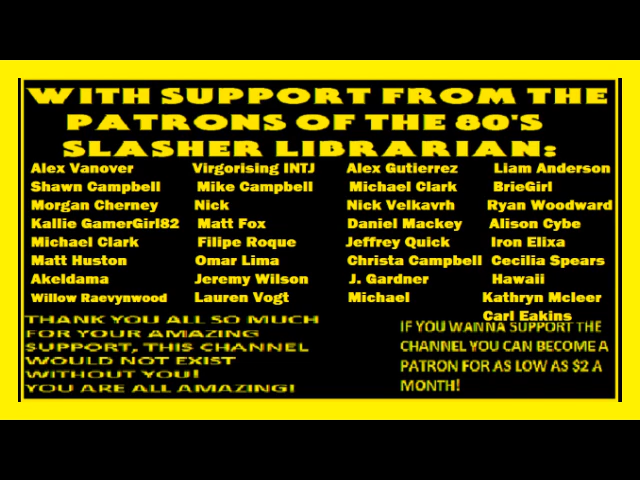 WITH SUPPORT FROM THE
PATRONS OF THE 80'S
SLASHER LIBRARIAN:
Alex Vanover Virgorising INTJ Alex Gutierrez Liam Anderson
Shawn Campbell Mike Campbell Michael Clark BrieGirl
Morgan Cherney Nick Nick Velkavrh Ryan Woodward
Kallie GamerGirl82 Matt Fox Daniel Mackey Alison Cybe
Michael Clark Filipe Roque Jeffrey Quick Iron Elixa
Matt Huston Omar Lima Christa Campbell Cecilia Spears
Akeldama Jeremy Wilson J. Gardner Hawaii
Willow Raevynwood Lauren Vogt Michael Kathryn Mcleer
Carl Eakins
THANK YOU ALL SO MUCH
FOR YOUR AMAZING
SUPPORT, THIS CHANNEL
WOULD NOT EXIST
WITHOUT YOU!
YOU ARE ALL AMAZING!
IF YOU WANNA SUPPORT THE
CHANNEL YOU CAN BECOME A
PATRON FOR AS LOW AS $2 A
MONTH!